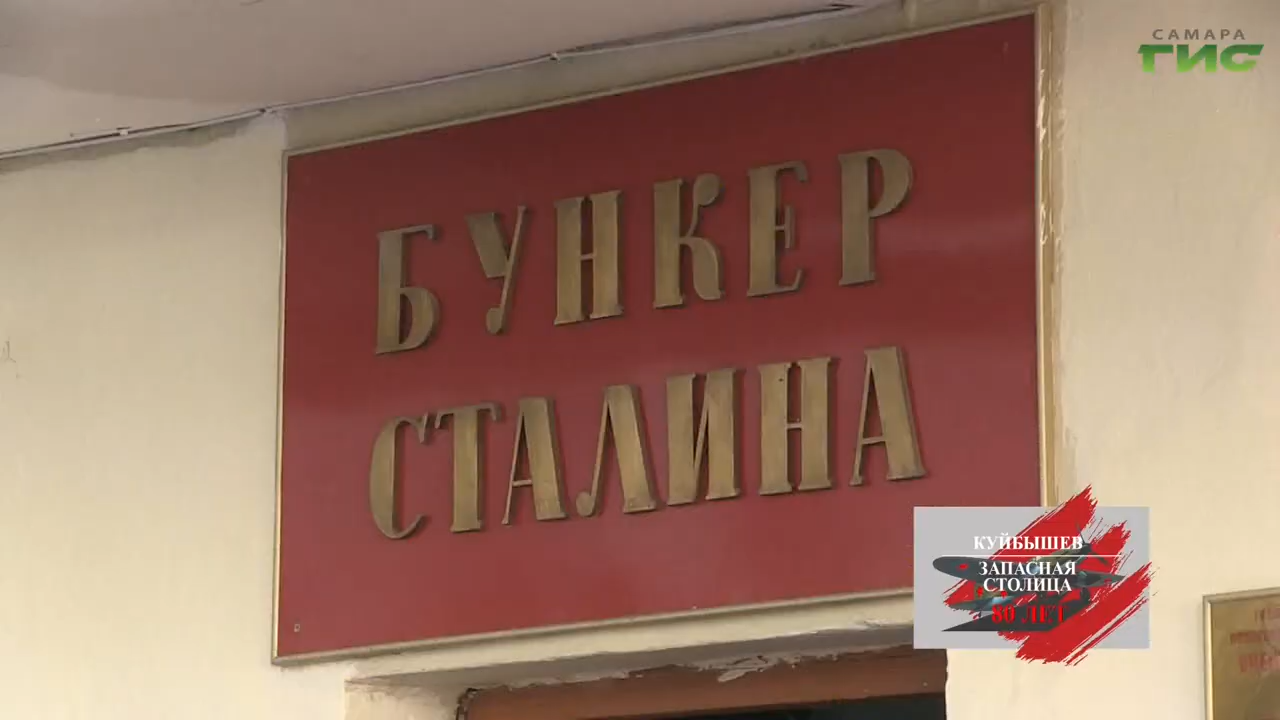 САМАРА
ГИС
БУНКЕР
СТАЛИНА
КУЙБЫШЕВ
ЗАПАСНАЯ
СТОЛИЦА
80 ЛЕТ